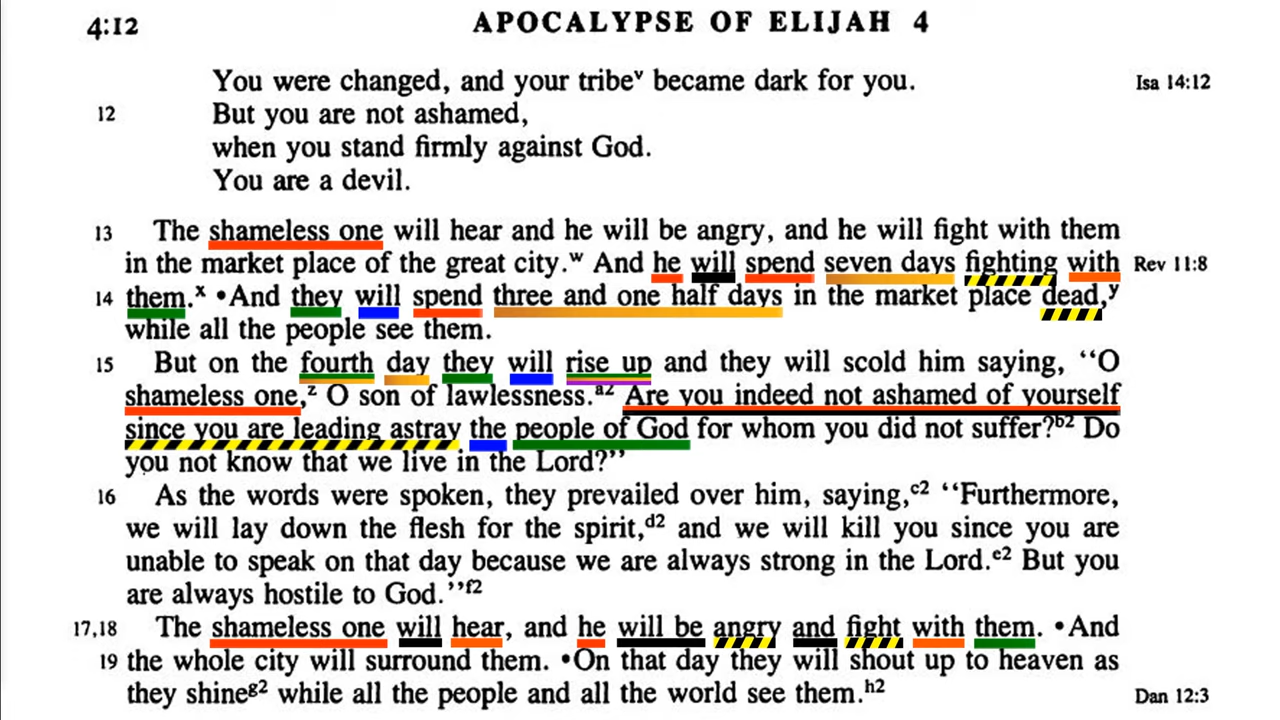 4:12 APOCALYPSE OF ELIJAH 4
You were changed, and your tribeᵛ became dark for you. Isa 14:12
12 But you are not ashamed,
when you stand firmly against God.
You are a devil.
13 The shameless one will hear and he will be angry, and he will fight with them
in the market place of the great city.ʷ And he will spend seven days fighting with Rev 11:8
14 them.ˣ •And they will spend three and one half days in the market place dead,ʸ
while all the people see them.
15 But on the fourth day they will rise up and they will scold him saying, “O
shameless one,ᶻ O son of lawlessness.ᵃ² Are you indeed not ashamed of yourself
since you are leading astray the people of God for whom you did not suffer?ᵇ² Do
you not know that we live in the Lord?”
16 As the words were spoken, they prevailed over him, saying,ᶜ² “Furthermore,
we will lay down the flesh for the spirit,ᵈ² and we will kill you since you are
unable to speak on that day because we are always strong in the Lord.ᵉ² But you
are always hostile to God.”ᶠ²
17,18 The shameless one will hear, and he will be angry and fight with them. •And
19 the whole city will surround them. •On that day they will shout up to heaven as
they shineᵍ² while all the people and all the world see them.ʰ² Dan 12:3